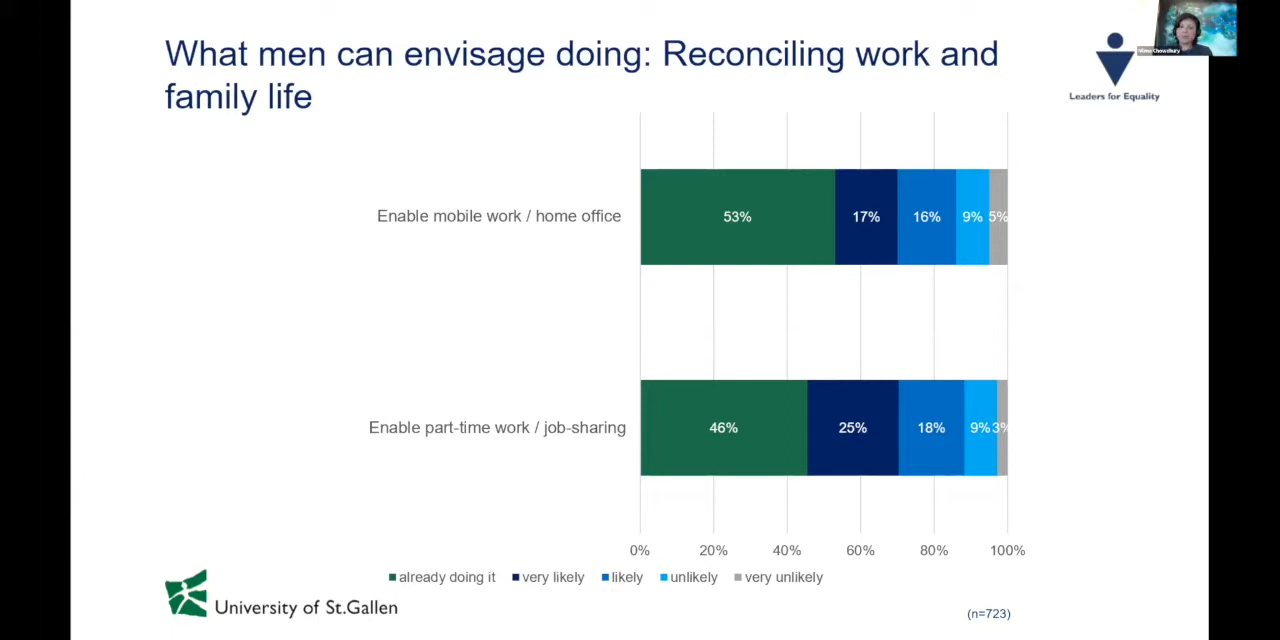 What men can envisage doing: Reconciling work and
family life
Leaders for Equality
Enable mobile work / home office
53% 17% 16% 9% 5%
Enable part-time work / job-sharing
46% 25% 18% 9% 3%
0% 20% 40% 60% 80% 100%
already doing it very likely likely unlikely very unlikely
University of St.Gallen
(n=723)